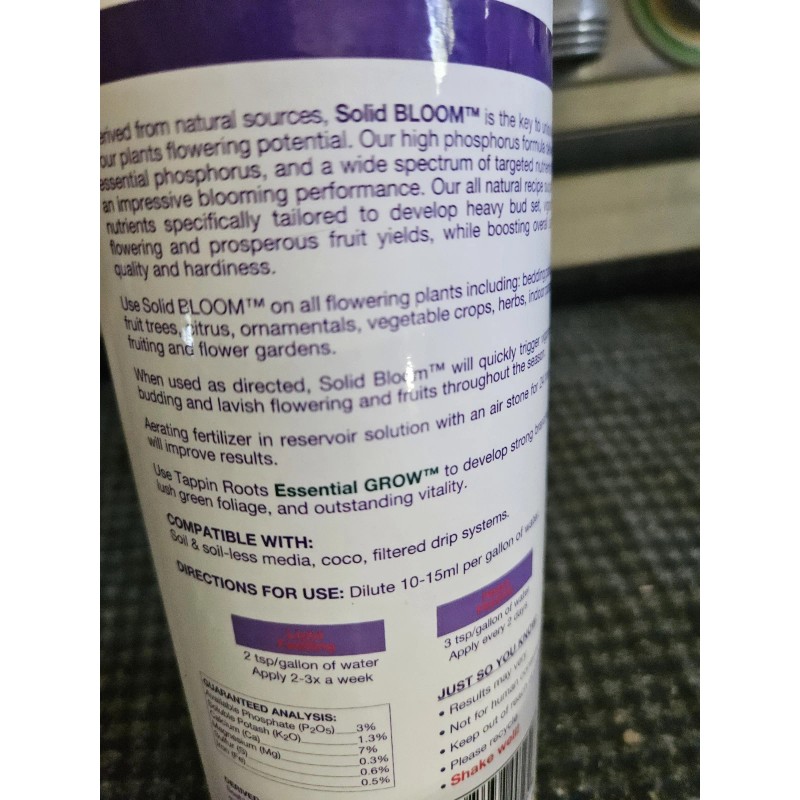 from natural sources, Solid BLOOM™ is the key to
plants flowering potential. Our high phosphorus formula
essential phosphorus, and a wide spectrum of targeted
an impressive blooming performance. Our all natural recipe
nutrients specifically tailored to develop heavy bud set,
flowering and prosperous fruit yields, while boosting
quality and hardiness.
Use Solid BLOOM™ on all flowering plants including: bedding
fruit trees, citrus, ornamentals, vegetable crops, herbs, indoor
fruiting and flower gardens.
When used as directed, Solid Bloom™ will quickly trigger
budding and lavish flowering and fruits throughout the season.
Aerating fertilizer in reservoir solution with an air stone for
will improve results.
Use Tappin Roots Essential GROW™ to develop strong
lush green foliage, and outstanding vitality.
COMPATIBLE WITH:
Soil & soil-less media, coco, filtered drip systems.
DIRECTIONS FOR USE: Dilute 10-15ml per gallon of water.
2 tsp/gallon of water
Apply 2-3x a week
3 tsp/gallon of water
Apply every 2 days
GUARANTEED ANALYSIS:
Available Phosphate (P2O5) 3%
Soluble Potash (K2O) 1.3%
Calcium (Ca) 7%
Magnesium (Mg) 0.3%
Sulfur (S) 0.6%
0.5%
JUST SO YOU KNOW:
• Results may vary
• Not for human
• Keep out of
• Please recycle
• Shake well!